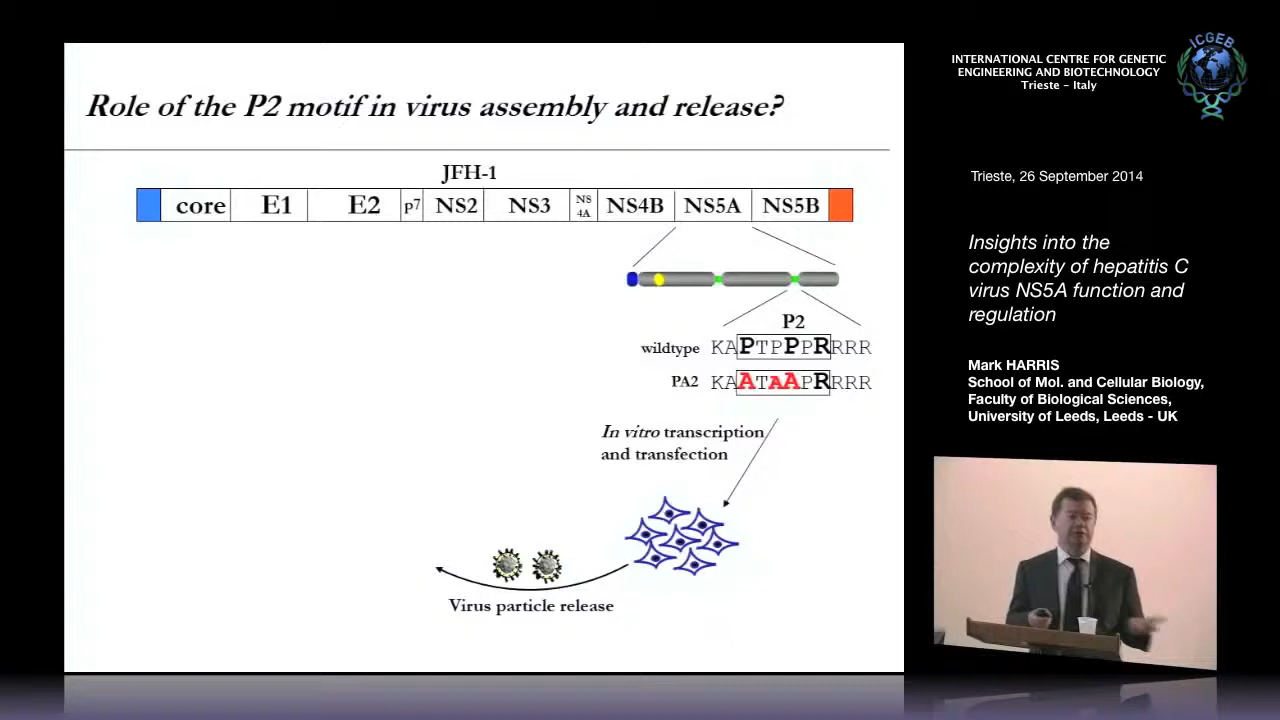 Role of the P2 motif in virus assembly and release?
JFH-1
core E1 E2 p7 NS2 NS3 NS 4A NS4B NS5A NS5B
P2
wildtype KAPTPPPRRRR
PA2 KAATAAPRRRR
In vitro transcription
and transfection
Virus particle release
INTERNATIONAL CENTRE FOR GENETIC
ENGINEERING AND BIOTECHNOLOGY
Trieste - Italy
ICGEB
Trieste, 26 September 2014
Insights into the
complexity of hepatitis C
virus NS5A function and
regulation
Mark HARRIS
School of Mol. and Cellular Biology,
Faculty of Biological Sciences,
University of Leeds, Leeds - UK